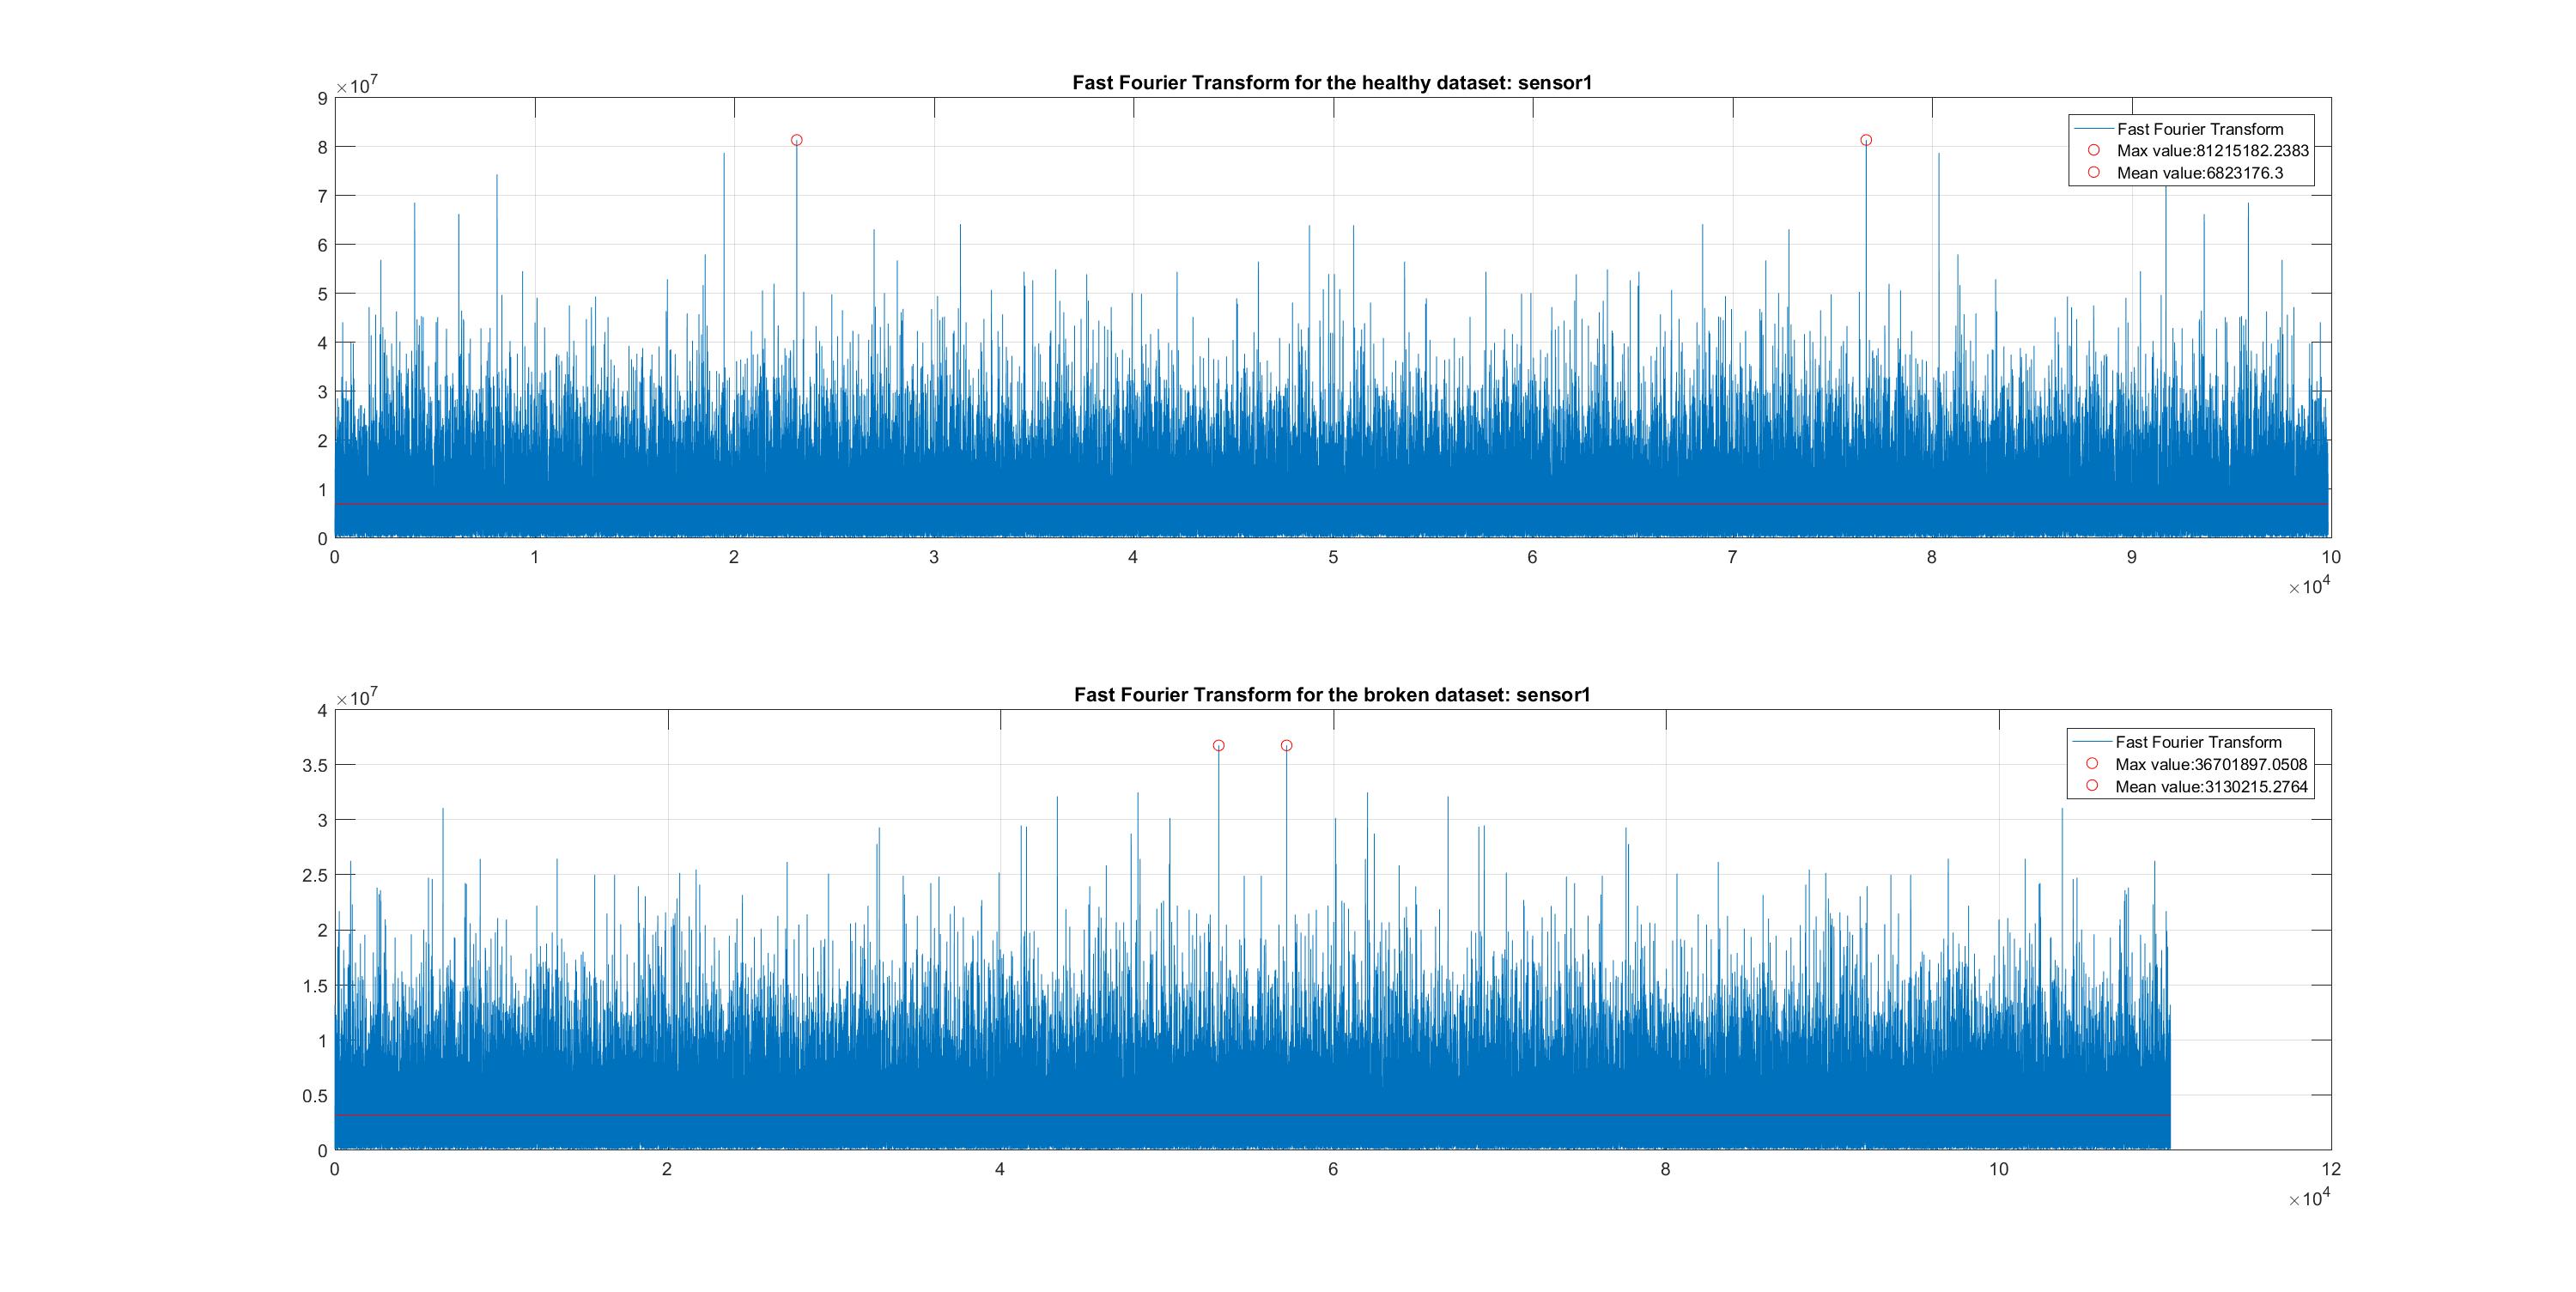 Fast Fourier Transform for the healthy dataset: sensor1
×10^7
9
8
7
6
5
4
3
2
1
0
Fast Fourier Transform
Max value:81215182.2383
Mean value:6823176.3
0 1 2 3 4 5 6 7 8 9 10
×10^4
Fast Fourier Transform for the broken dataset: sensor1
×10^7
4
3.5
3
2.5
2
1.5
1
0.5
0
Fast Fourier Transform
Max value:36701897.0508
Mean value:3130215.2764
0 2 4 6 8 10 12
×10^4